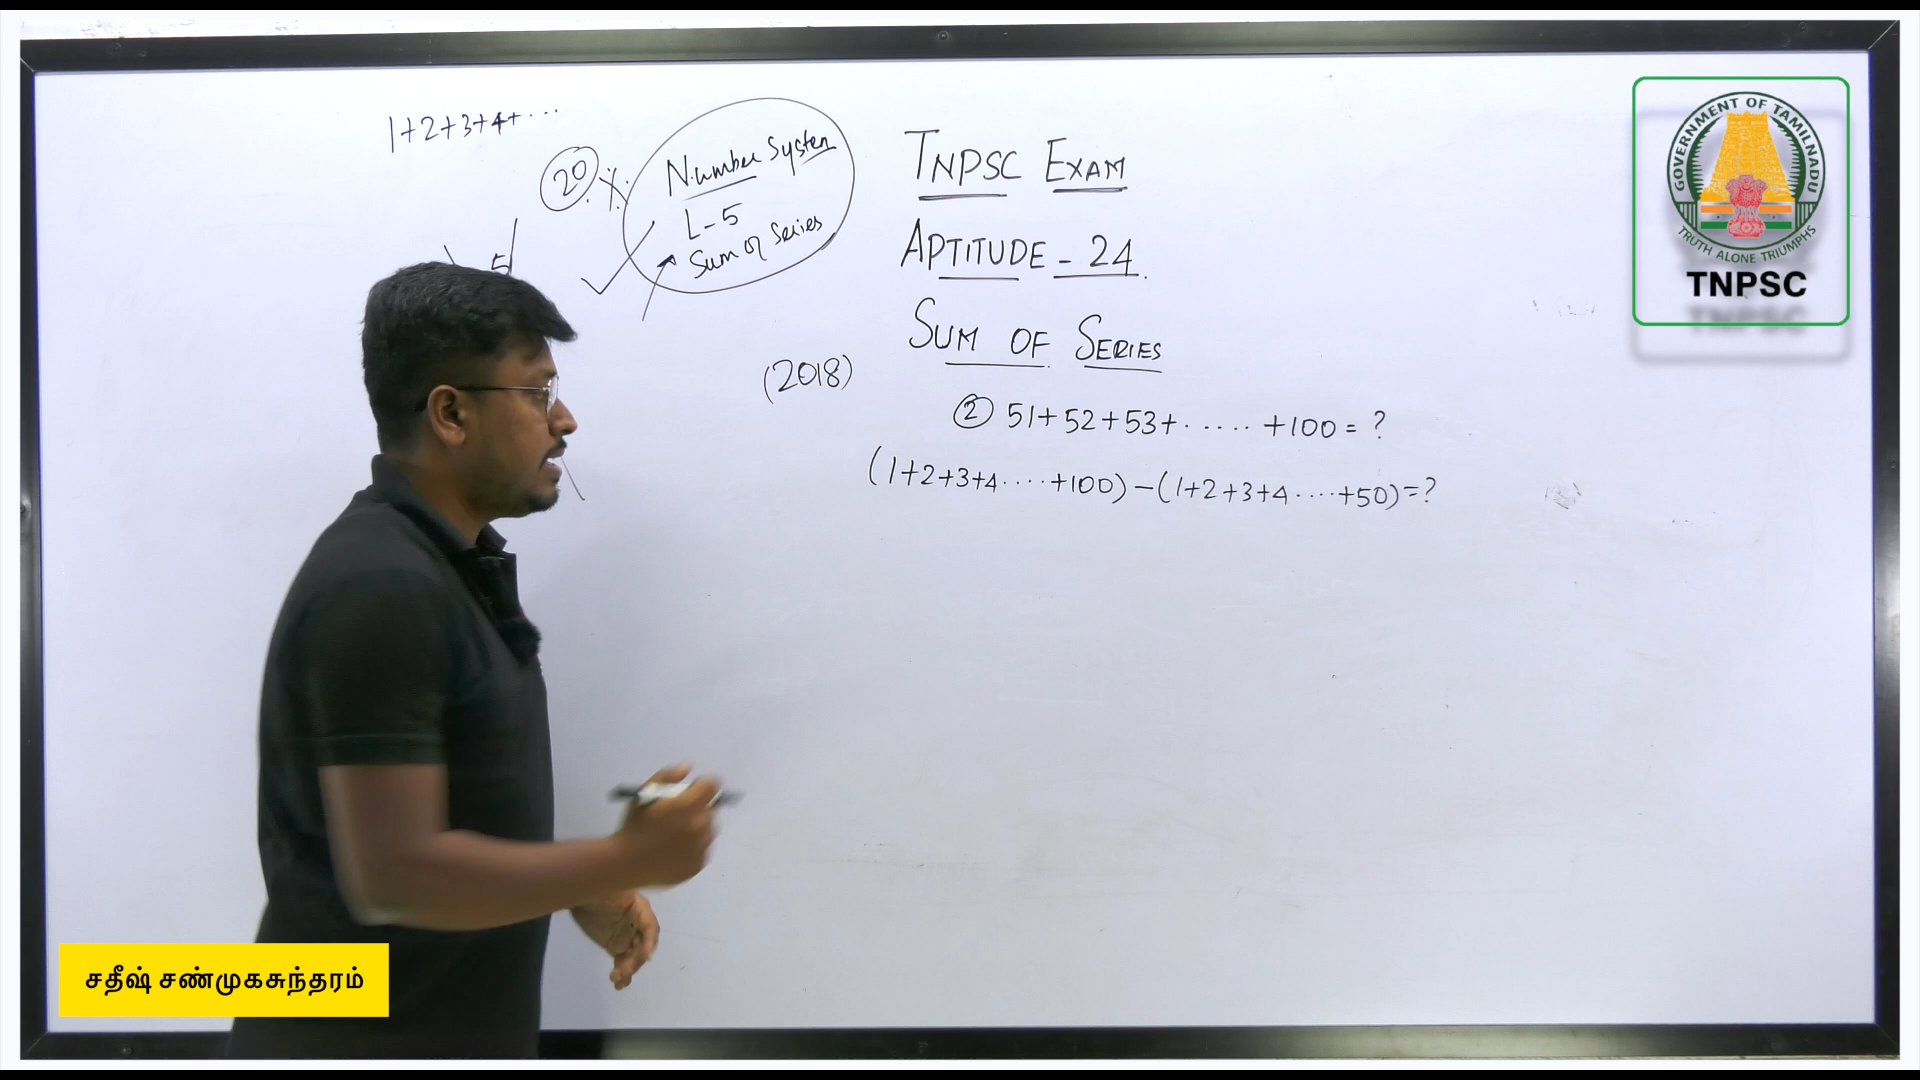 1+2+3+4+...
20
Number System
L-5
Sum of Series
5
TNPSC EXAM
APTITUDE - 24
SUM OF SERIES
(2018)
② 51+52+53+.....+100=?
(1+2+3+4....+100)-(1+2+3+4....+50)=?
GOVERNMENT OF TAMILNADU
TRUTH ALONE TRIUMPHS
TNPSC
சதீஷ் சண்முகசுந்தரம்